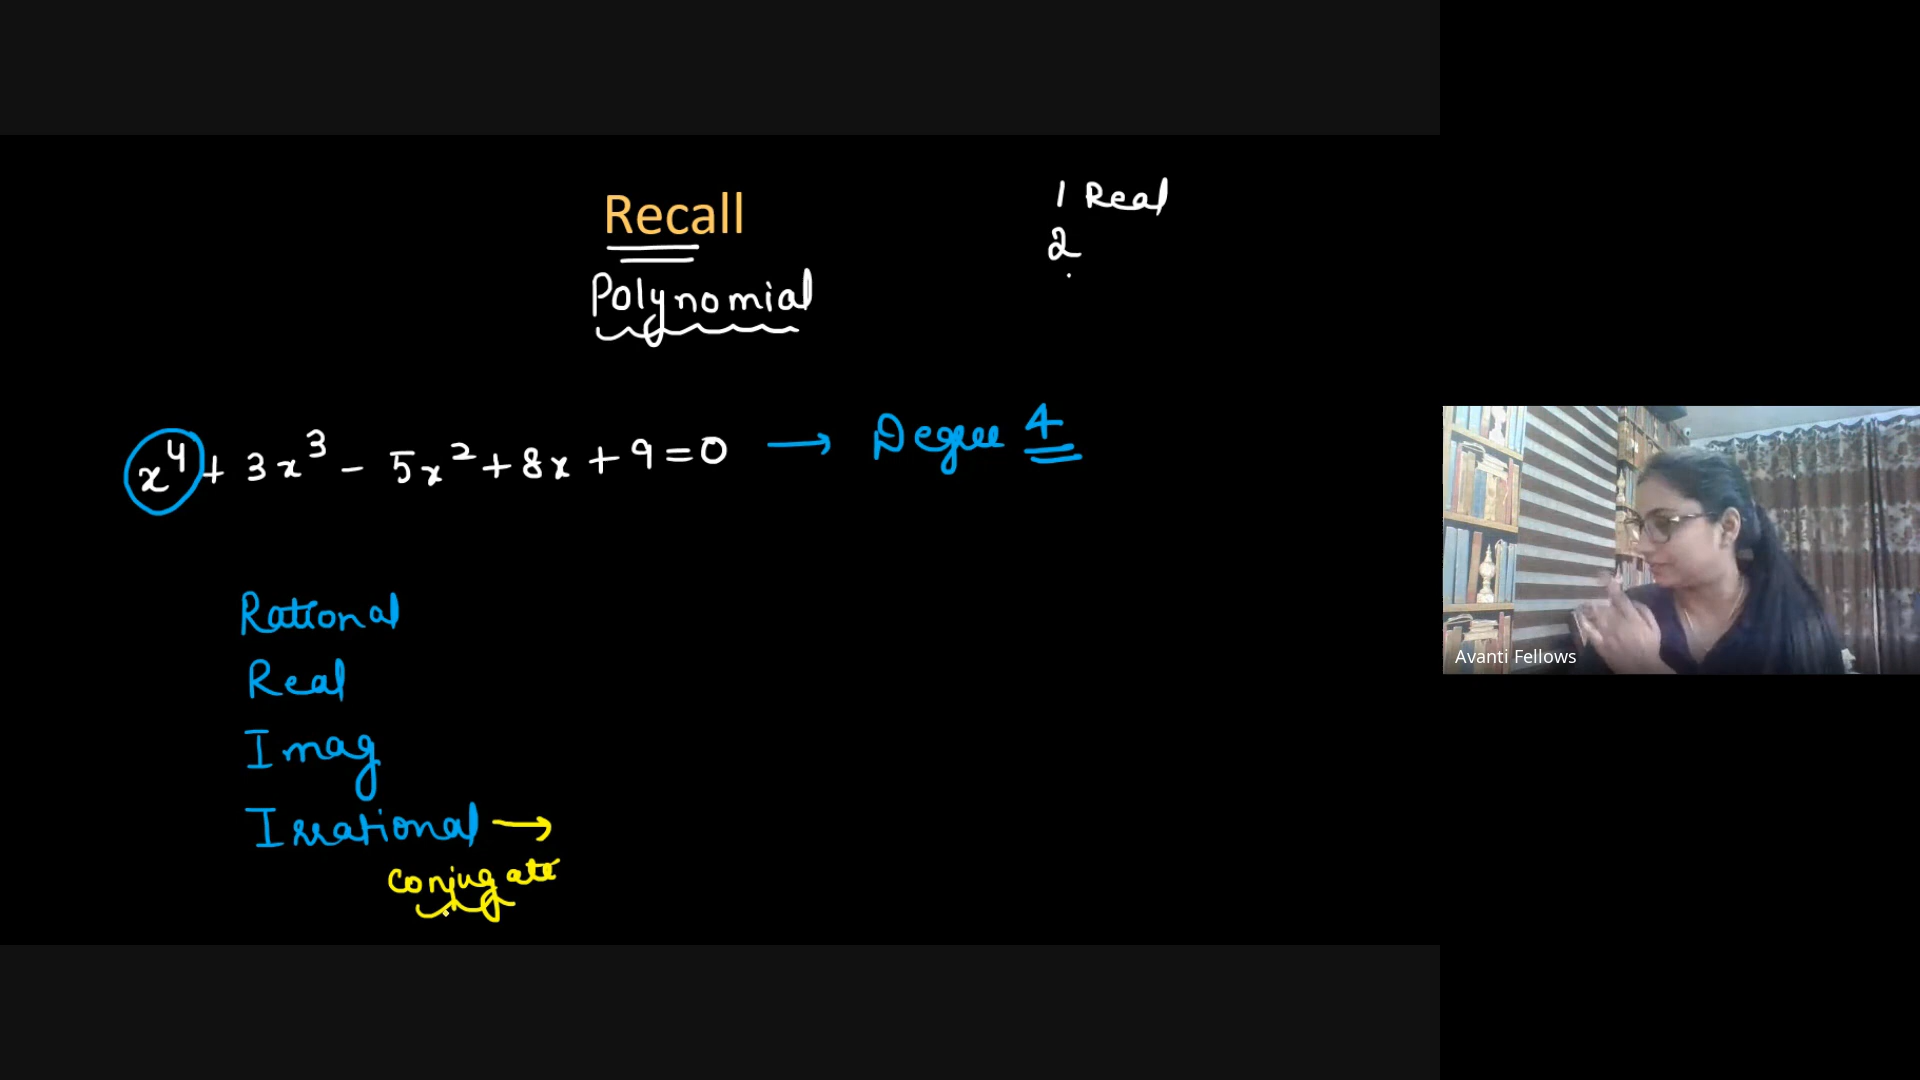 Recall
Polynomial
1 Real
2
x⁴ + 3x³ - 5x² + 8x + 9 = 0 → Degree 4
Rational
Real
Imag
Irrational →
conjugate
Avanti Fellows